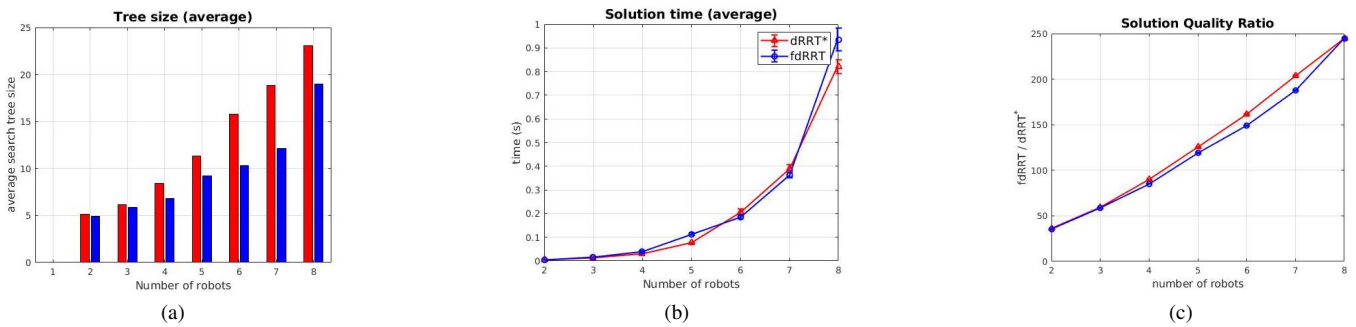 Tree size (average)
25
20
15
10
5
0
average search tree size
1 2 3 4 5 6 7 8
Number of robots
(a)
Solution time (average)
1
0.9
0.8
0.7
0.6
0.5
0.4
0.3
0.2
0.1
0
time (s)
dRRT*
fdRRT
2 3 4 5 6 7 8
Number of robots
(b)
Solution Quality Ratio
250
200
150
100
50
0
fdRRT / dRRT*
2 3 4 5 6 7 8
number of robots
(c)